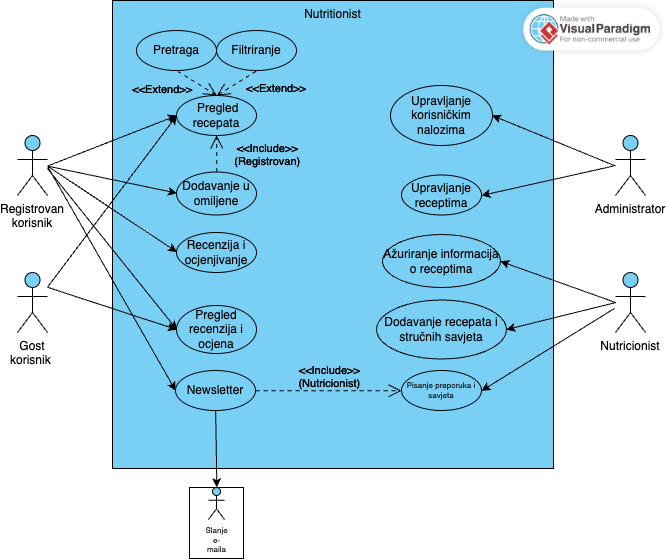 Nutritionist
Made with
VisualParadigm
For non-commercial use
Pretraga
Filtriranje
<<Extend>>
<<Extend>>
Pregled
recepata
Upravljanje
korisničkim
nalozima
<<Include>>
(Registrovan)
Registrovan
korisnik
Dodavanje u
omiljene
Upravljanje
receptima
Administrator
Recenzija i
ocjenjivanje
Ažuriranje informacija
o receptima
Gost
korisnik
Pregled
recenzija i
ocjena
Dodavanje recepata i
stručnih savjeta
Nutricionist
Newsletter
<<Include>>
(Nutricionist)
Pisanje preporuka i
savjeta
Slanje
e-
maila